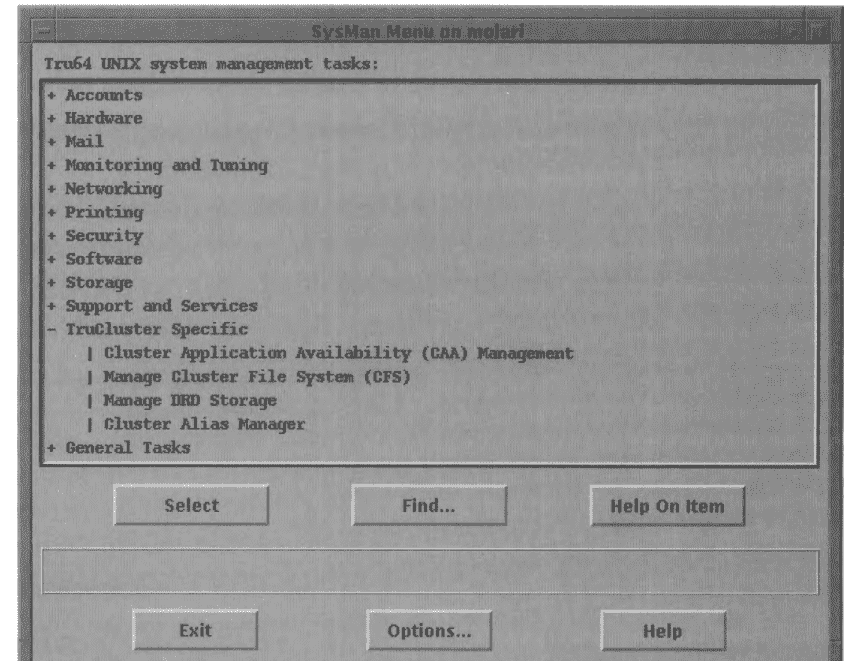 SysMan Menu on molari
Tru64 UNIX system management tasks:
+ Accounts
+ Hardware
+ Mail
+ Monitoring and Tuning
+ Networking
+ Printing
+ Security
+ Software
+ Storage
+ Support and Services
- TruCluster Specific
| Cluster Application Availability (CAA) Management
| Manage Cluster File System (CFS)
| Manage DRD Storage
| Cluster Alias Manager
+ General Tasks
Select Find... Help On Item
Exit Options... Help